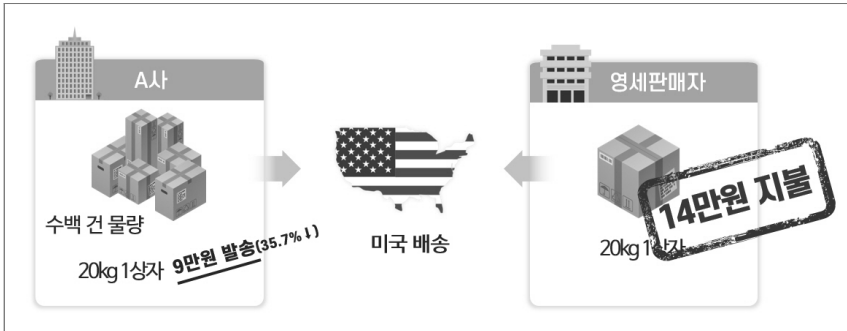 A사
수백 건 물량
20kg 1상자 9만원 발송(35.7%↓)
미국 배송
영세판매자
20kg 1상자
14만원 지불